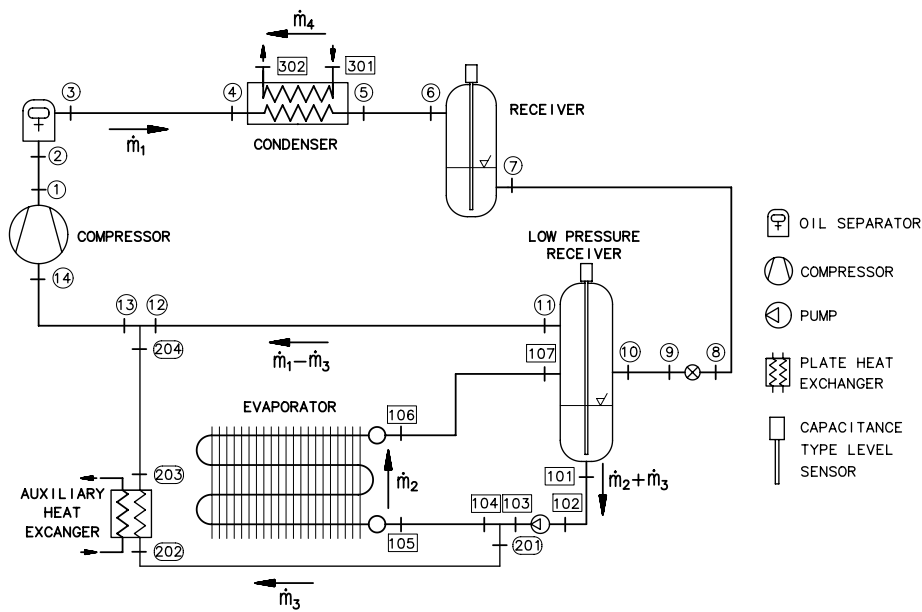 ṁ4
302
301
3
4
5
6
RECEIVER
ṁ1
CONDENSER
2
7
1
COMPRESSOR
LOW PRESSURE
RECEIVER
14
13
12
11
204
ṁ1−ṁ3
107
10
9
8
EVAPORATOR
106
203
101
ṁ2+ṁ3
ṁ2
AUXILIARY
HEAT
EXCANGER
104
103
102
105
201
202
ṁ3
OIL SEPARATOR
COMPRESSOR
PUMP
PLATE HEAT
EXCHANGER
CAPACITANCE
TYPE LEVEL
SENSOR